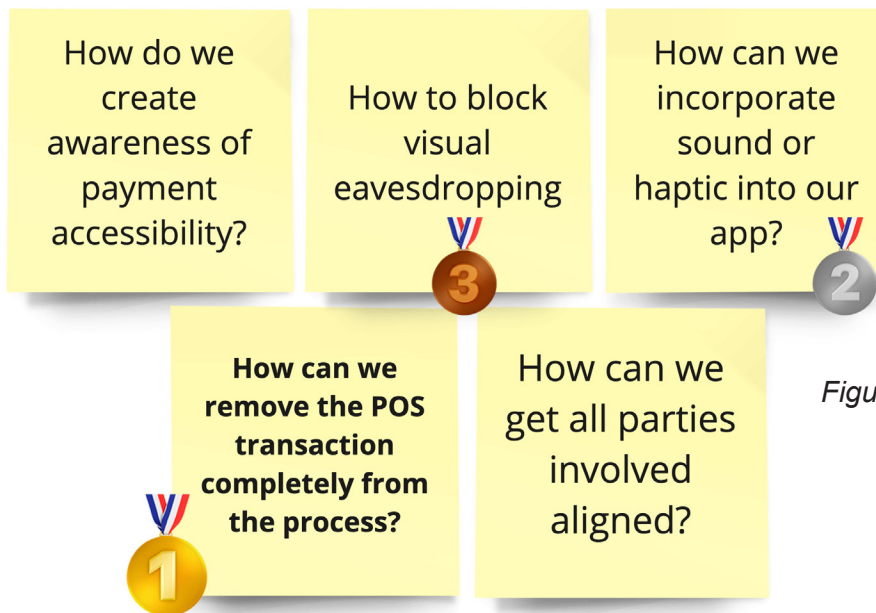 How do we
create
awareness of
payment
accessibility?
How to block
visual
eavesdropping
3
How can we
incorporate
sound or
haptic into our
app?
2
How can we
remove the POS
transaction
completely from
the process?
1
How can we
get all parties
involved
aligned?
Figu